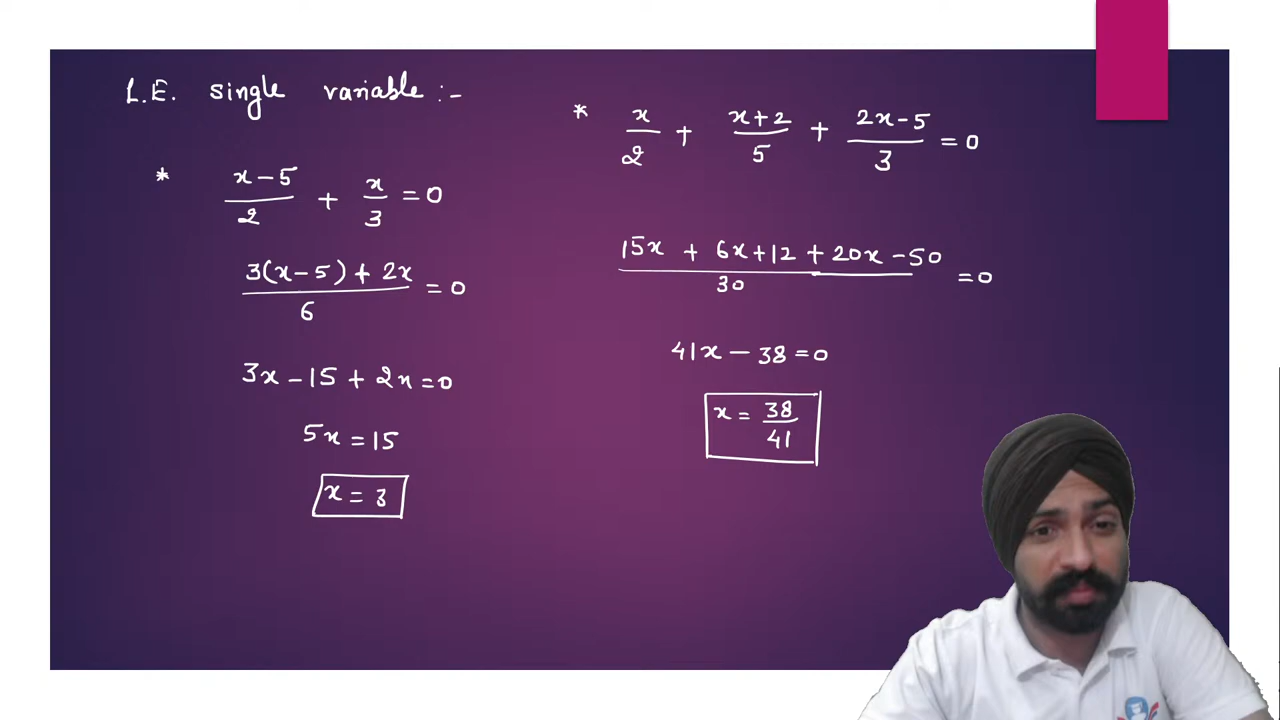 L.E. single variable :-
* (x-5)/2 + x/3 = 0
(3(x-5) + 2x)/6 = 0
3x - 15 + 2x = 0
5x = 15
x = 3
* x/2 + (x+2)/5 + (2x-5)/3 = 0
(15x + 6x+12 + 20x-50)/30 = 0
41x - 38 = 0
x = 38/41